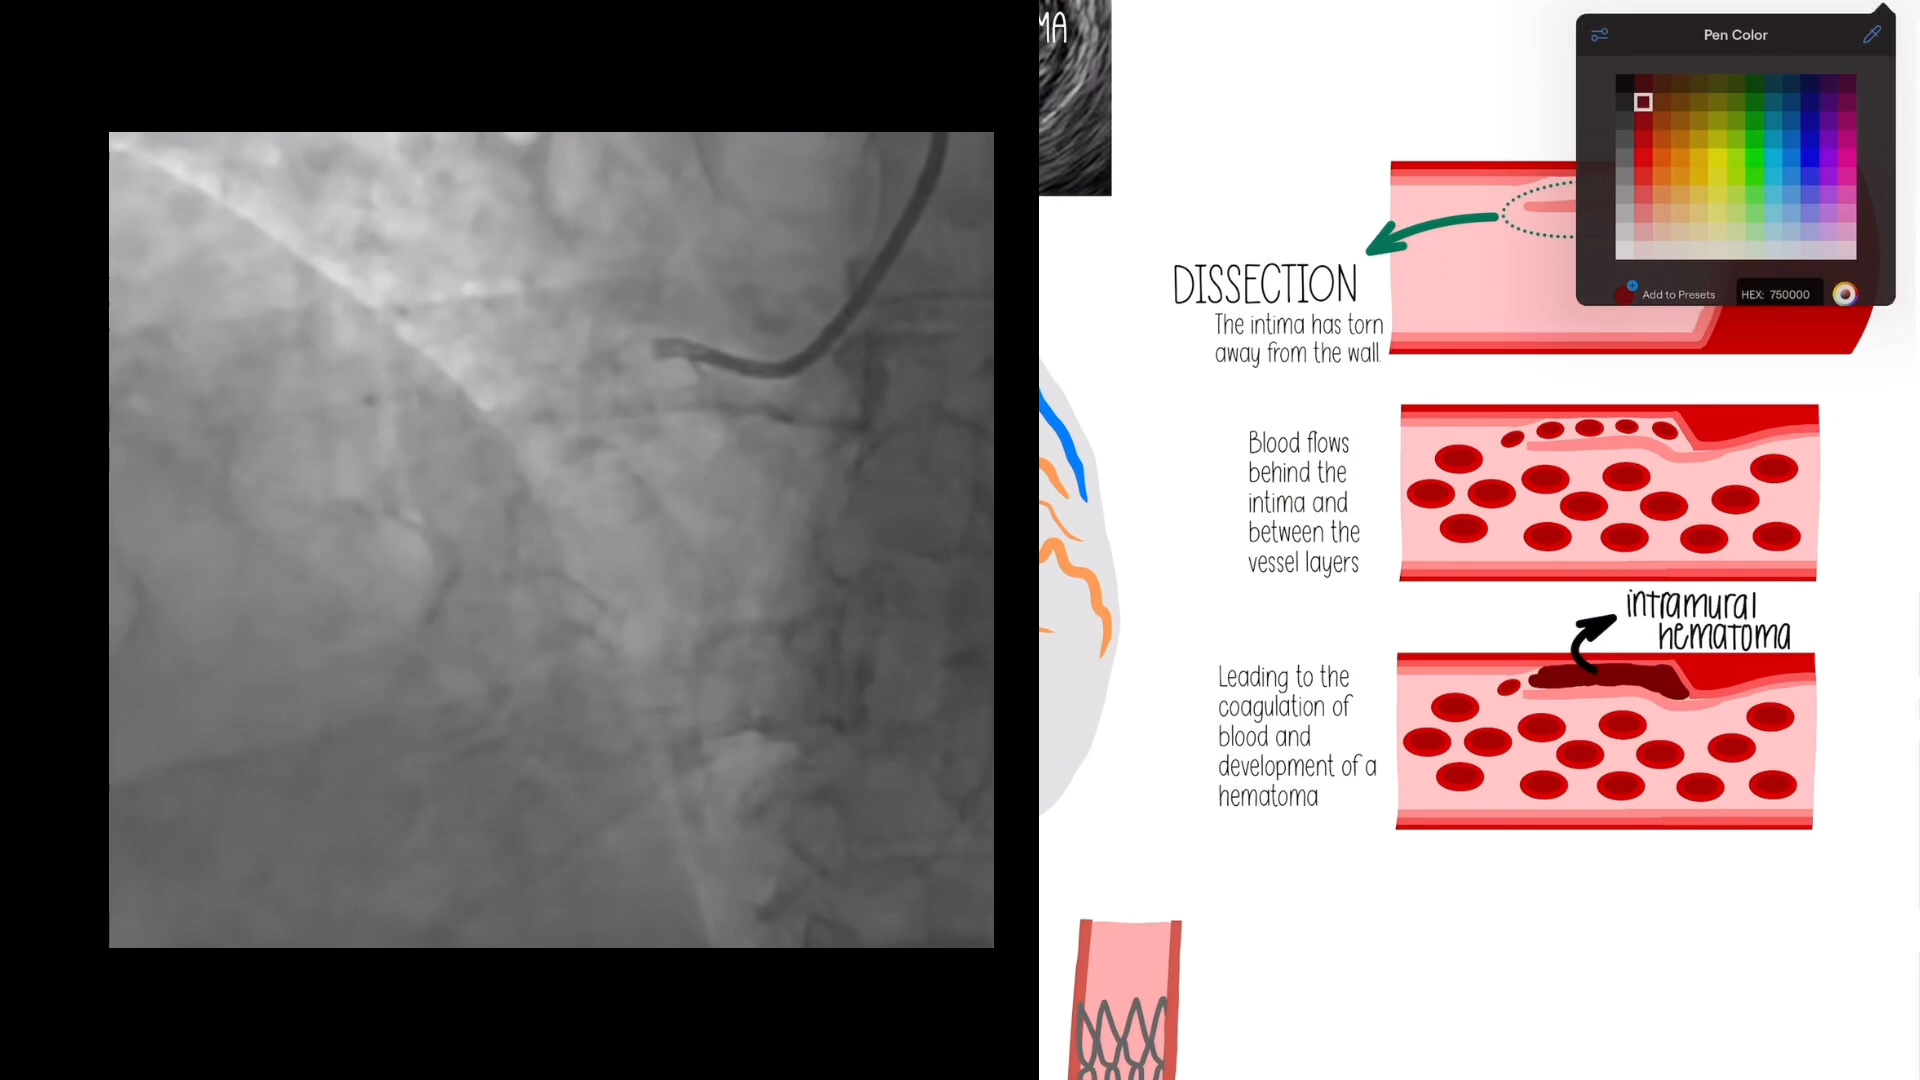 MA
Pen Color
Add to Presets
HEX: 750000
DISSECTION
The intima has torn
away from the wall.
Blood flows
behind the
intima and
between the
vessel layers
intramural
hematoma
Leading to the
coagulation of
blood and
development of a
hematoma